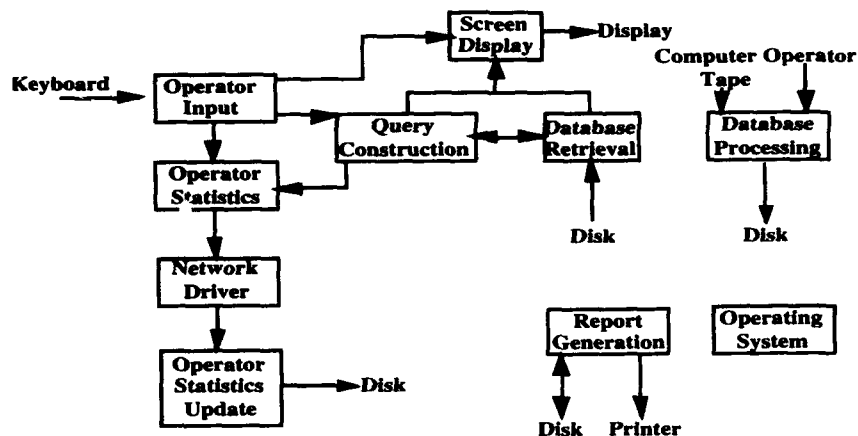 Screen
Display
Display
Computer Operator
Tape
Keyboard
Operator
Input
Query
Construction
Database
Retrieval
Database
Processing
Operator
Statistics
Disk
Disk
Network
Driver
Report
Generation
Operating
System
Operator
Statistics
Update
Disk
Disk
Printer